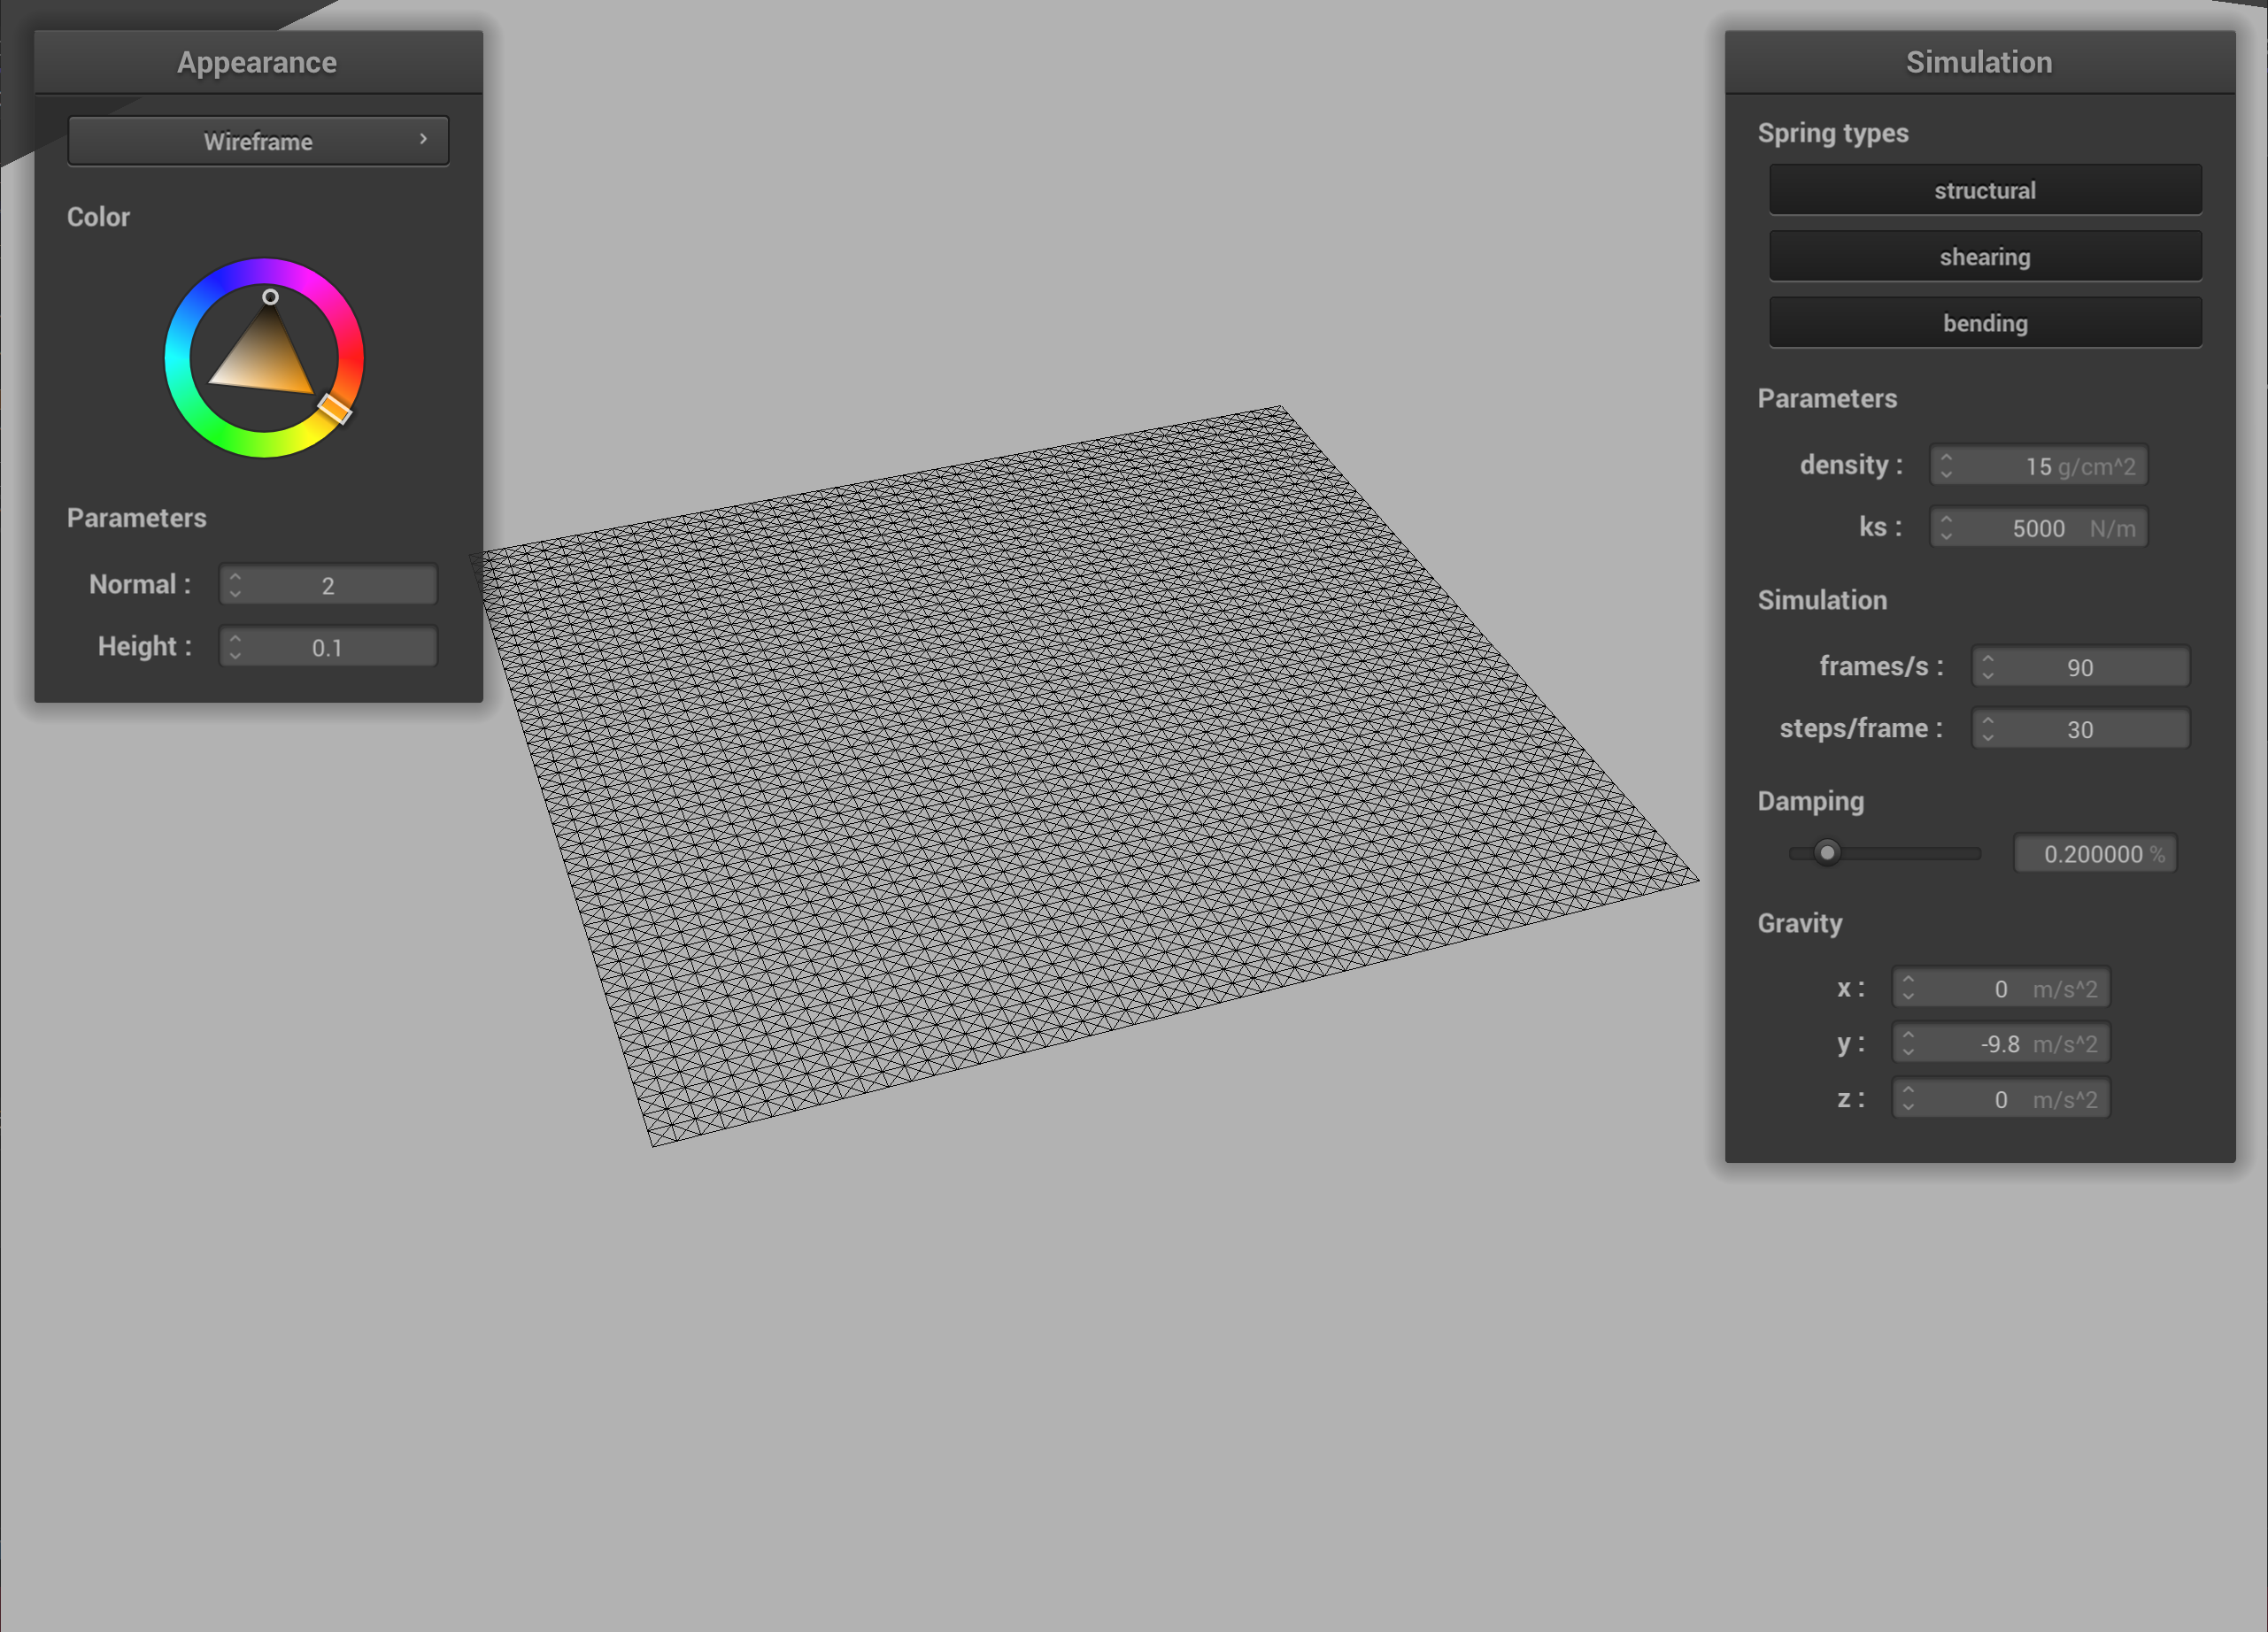 Appearance
Wireframe
Color
Parameters
Normal : 2
Height : 0.1
Simulation
Spring types
structural
shearing
bending
Parameters
density : 15 g/cm^2
ks : 5000 N/m
Simulation
frames/s : 90
steps/frame : 30
Damping
0.200000 %
Gravity
x : 0 m/s^2
y : -9.8 m/s^2
z : 0 m/s^2